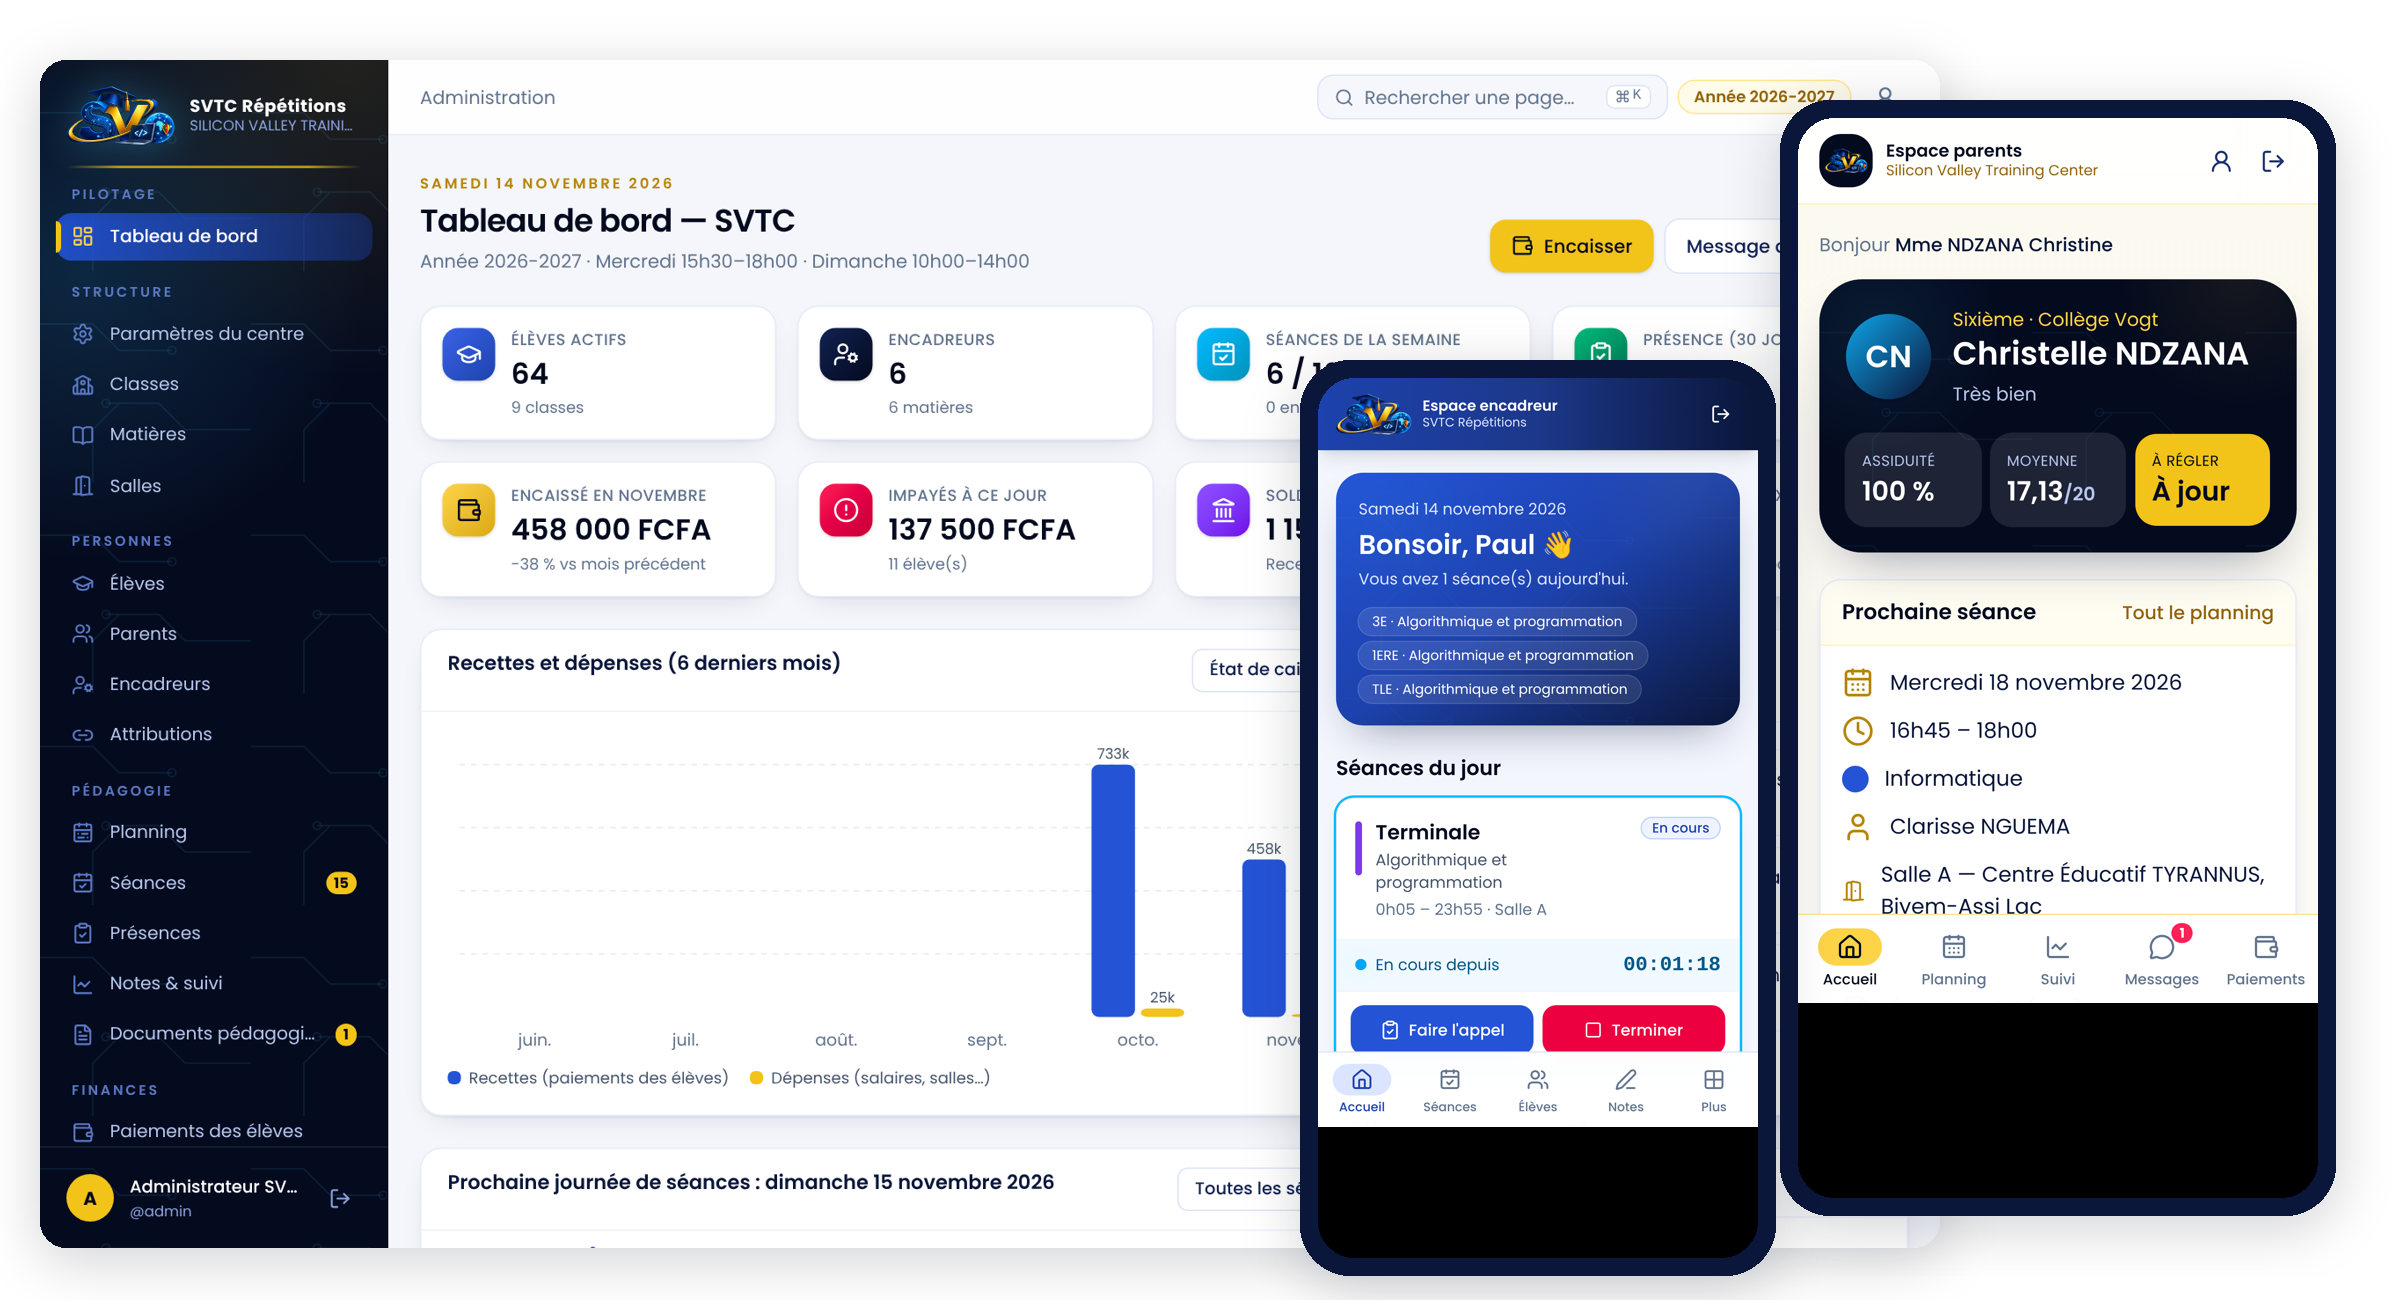 SVTC Répétitions
SILICON VALLEY TRAINI...
PILOTAGE
Tableau de bord
STRUCTURE
Paramètres du centre
Classes
Matières
Salles
PERSONNES
Élèves
Parents
Encadreurs
Attributions
PÉDAGOGIE
Planning
Séances 15
Présences
Notes & suivi
Documents pédagogi... 1
FINANCES
Paiements des élèves
A
Administrateur SV...
@admin
Administration
Rechercher une page...
⌘ K
Année 2026-2027
SAMEDI 14 NOVEMBRE 2026
Tableau de bord — SVTC
Année 2026-2027 · Mercredi 15h30–18h00 · Dimanche 10h00–14h00
Encaisser
Message
ÉLÈVES ACTIFS
64
9 classes
ENCADREURS
6
6 matières
SÉANCES DE LA SEMAINE
6 /
0
PRÉSENCE (30
ENCAISSÉ EN NOVEMBRE
458 000 FCFA
-38 % vs mois précédent
IMPAYÉS À CE JOUR
137 500 FCFA
11 élève(s)
Recettes et dépenses (6 derniers mois)
État de
733k
25k
458k
juin.
juil.
août.
sept.
octo.
Recettes (paiements des élèves)
Dépenses (salaires, salles...)
Prochaine journée de séances : dimanche 15 novembre 2026
Toutes les
Espace encadreur
SVTC Répétitions
Samedi 14 novembre 2026
Bonsoir, Paul 👋
Vous avez 1 séance(s) aujourd'hui.
3E · Algorithmique et programmation
1ERE · Algorithmique et programmation
TLE · Algorithmique et programmation
Séances du jour
Terminale
En cours
Algorithmique et
programmation
0h05 – 23h55 · Salle A
En cours depuis
00:01:18
Faire l'appel
Terminer
Accueil
Séances
Élèves
Notes
Plus
Espace parents
Silicon Valley Training Center
Bonjour Mme NDZANA Christine
CN
Sixième · Collège Vogt
Christelle NDZANA
Très bien
ASSIDUITÉ
100 %
MOYENNE
17,13/20
À RÉGLER
À jour
Prochaine séance
Tout le planning
Mercredi 18 novembre 2026
16h45 – 18h00
Informatique
Clarisse NGUEMA
Salle A — Centre Éducatif TYRANNUS,
Biyem-Assi Lac
1
Accueil
Planning
Suivi
Messages
Paiements